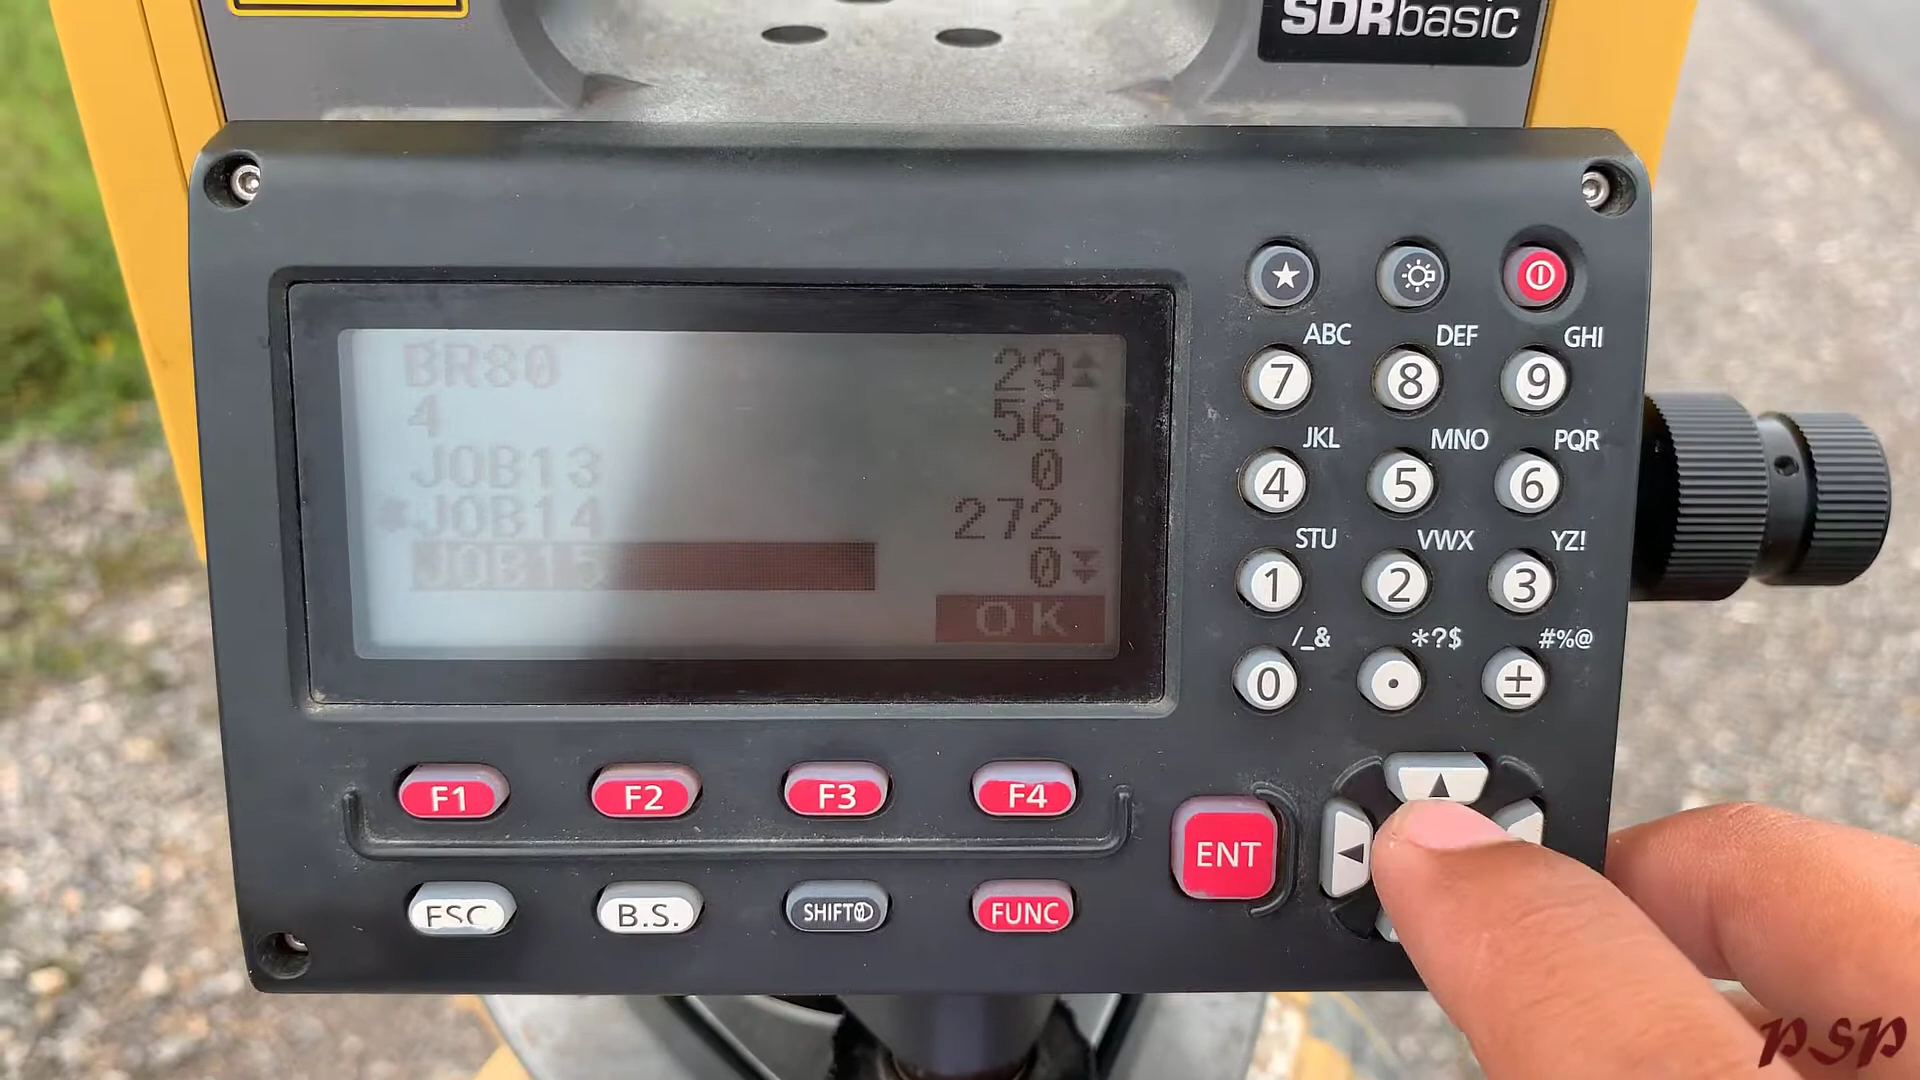 SDRbasic
BR80 29
4 56
JOB13 0
*JOB14 272
JOB15 0
OK
ABC DEF GHI
7 8 9
JKL MNO PQR
4 5 6
STU VWX YZ!
1 2 3
/_& *?$ #%@
0 . ±
F1 F2 F3 F4
ENT
ESC B.S. SHIFT FUNC
PSP